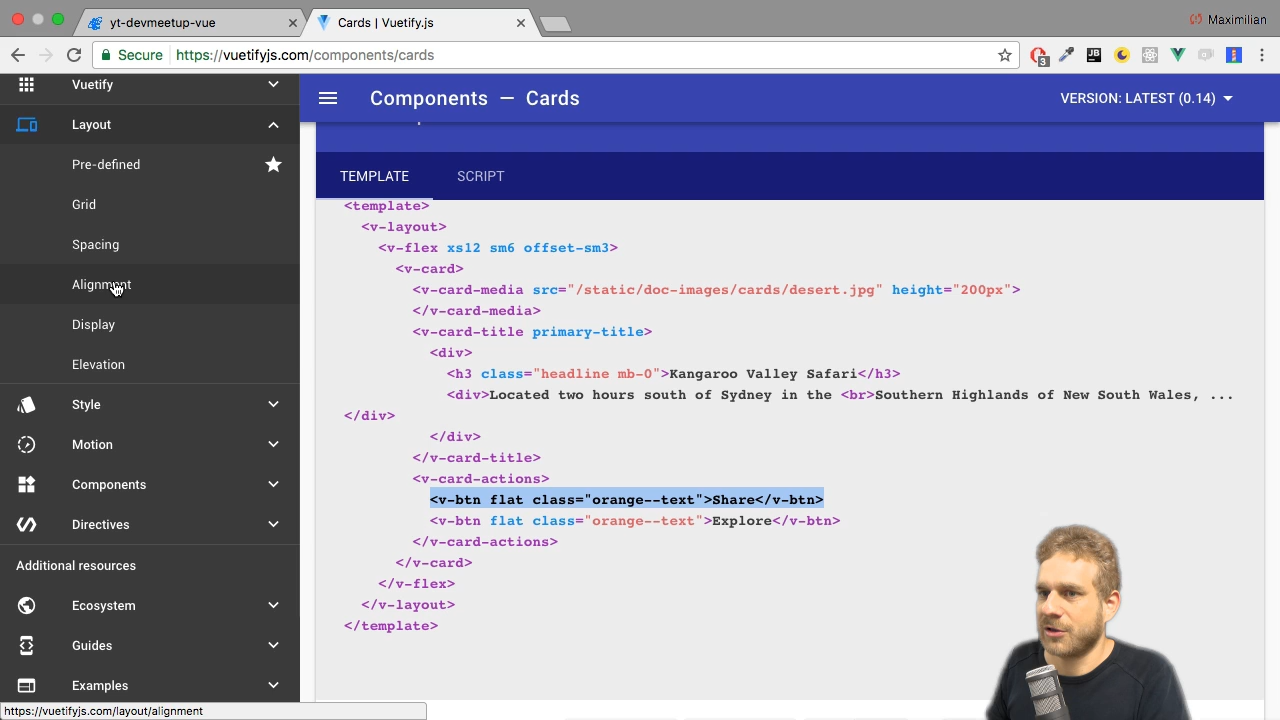 yt-devmeetup-vue
Cards | Vuetify.js
Maximilian
Secure
https://vuetifyjs.com/components/cards
3
JB
Vuetify
Layout
Pre-defined
Grid
Spacing
Alignment
Display
Elevation
Style
Motion
Components
Directives
Additional resources
Ecosystem
Guides
Examples
https://vuetifyjs.com/layout/alignment
Components — Cards
VERSION: LATEST (0.14)
TEMPLATE
SCRIPT
<template>
<v-layout>
<v-flex xs12 sm6 offset-sm3>
<v-card>
<v-card-media src="/static/doc-images/cards/desert.jpg" height="200px">
</v-card-media>
<v-card-title primary-title>
<div>
<h3 class="headline mb-0">Kangaroo Valley Safari</h3>
<div>Located two hours south of Sydney in the <br>Southern Highlands of New South Wales, ...
</div>
</div>
</v-card-title>
<v-card-actions>
<v-btn flat class="orange--text">Share</v-btn>
<v-btn flat class="orange--text">Explore</v-btn>
</v-card-actions>
</v-card>
</v-flex>
</v-layout>
</template>